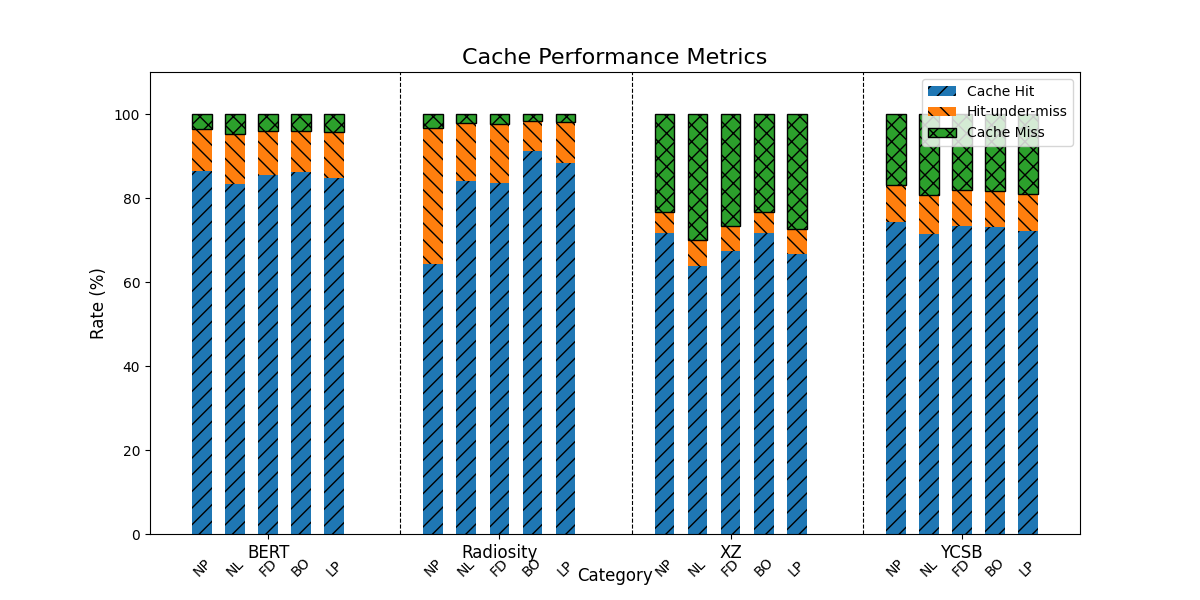 Cache Performance Metrics
Cache Hit
Hit-under-miss
Cache Miss
Rate (%)
100
80
60
40
20
0
BERT Radiosity XZ YCSB
NP NL FD BO LP NP NL FD BO LP NP NL FD BO LP NP NL FD BO LP
Category